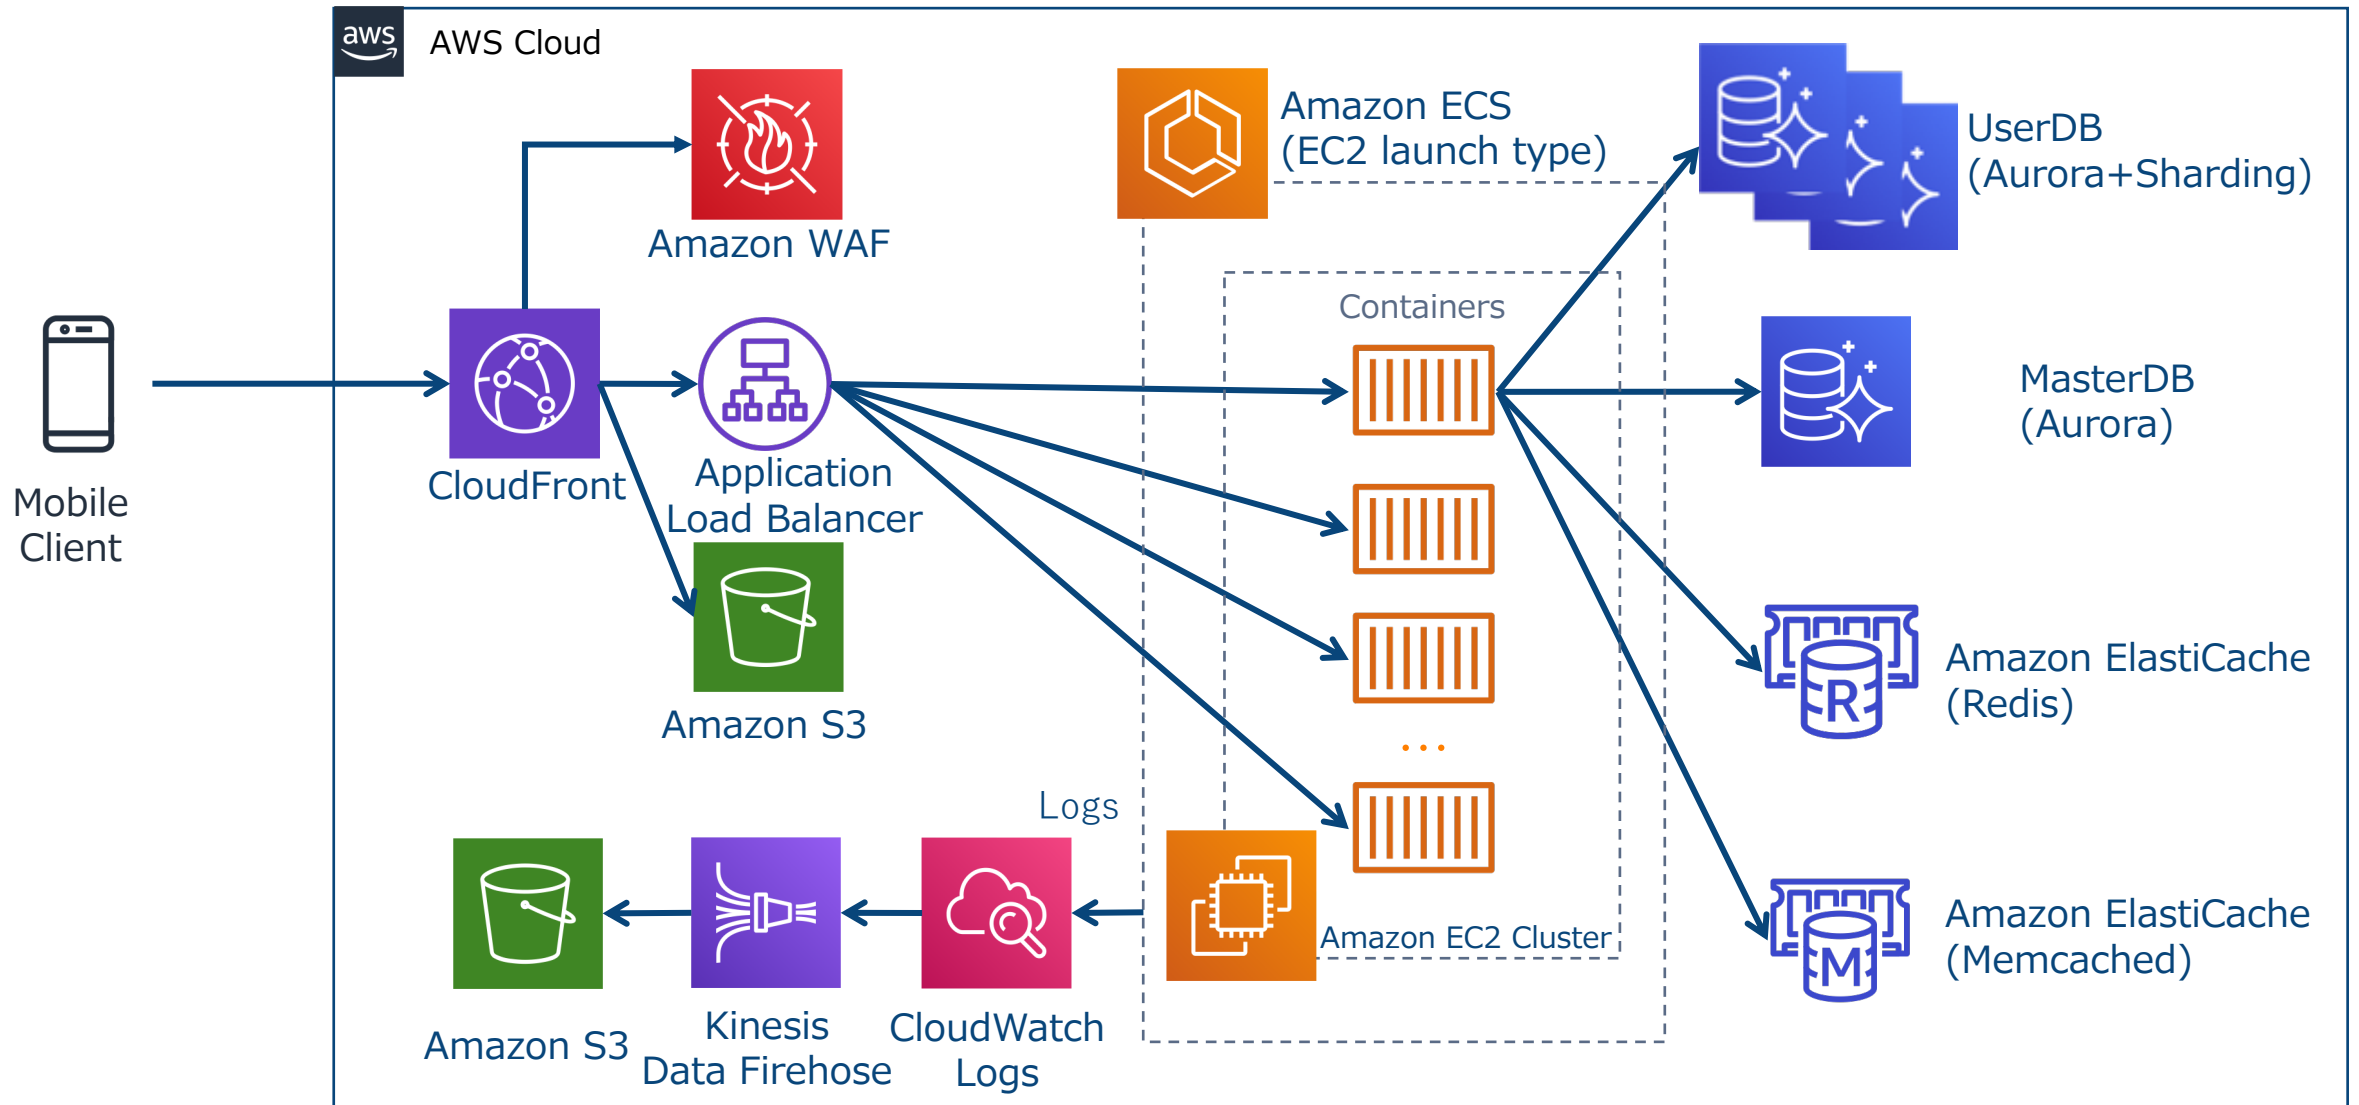 aws
AWS Cloud
Amazon WAF
Amazon ECS
(EC2 launch type)
UserDB
(Aurora+Sharding)
Containers
Mobile
Client
CloudFront
Application
Load Balancer
MasterDB
(Aurora)
Amazon S3
Amazon ElastiCache
(Redis)
R
...
Logs
Amazon EC2 Cluster
Amazon ElastiCache
(Memcached)
M
Amazon S3
Kinesis
Data Firehose
CloudWatch
Logs